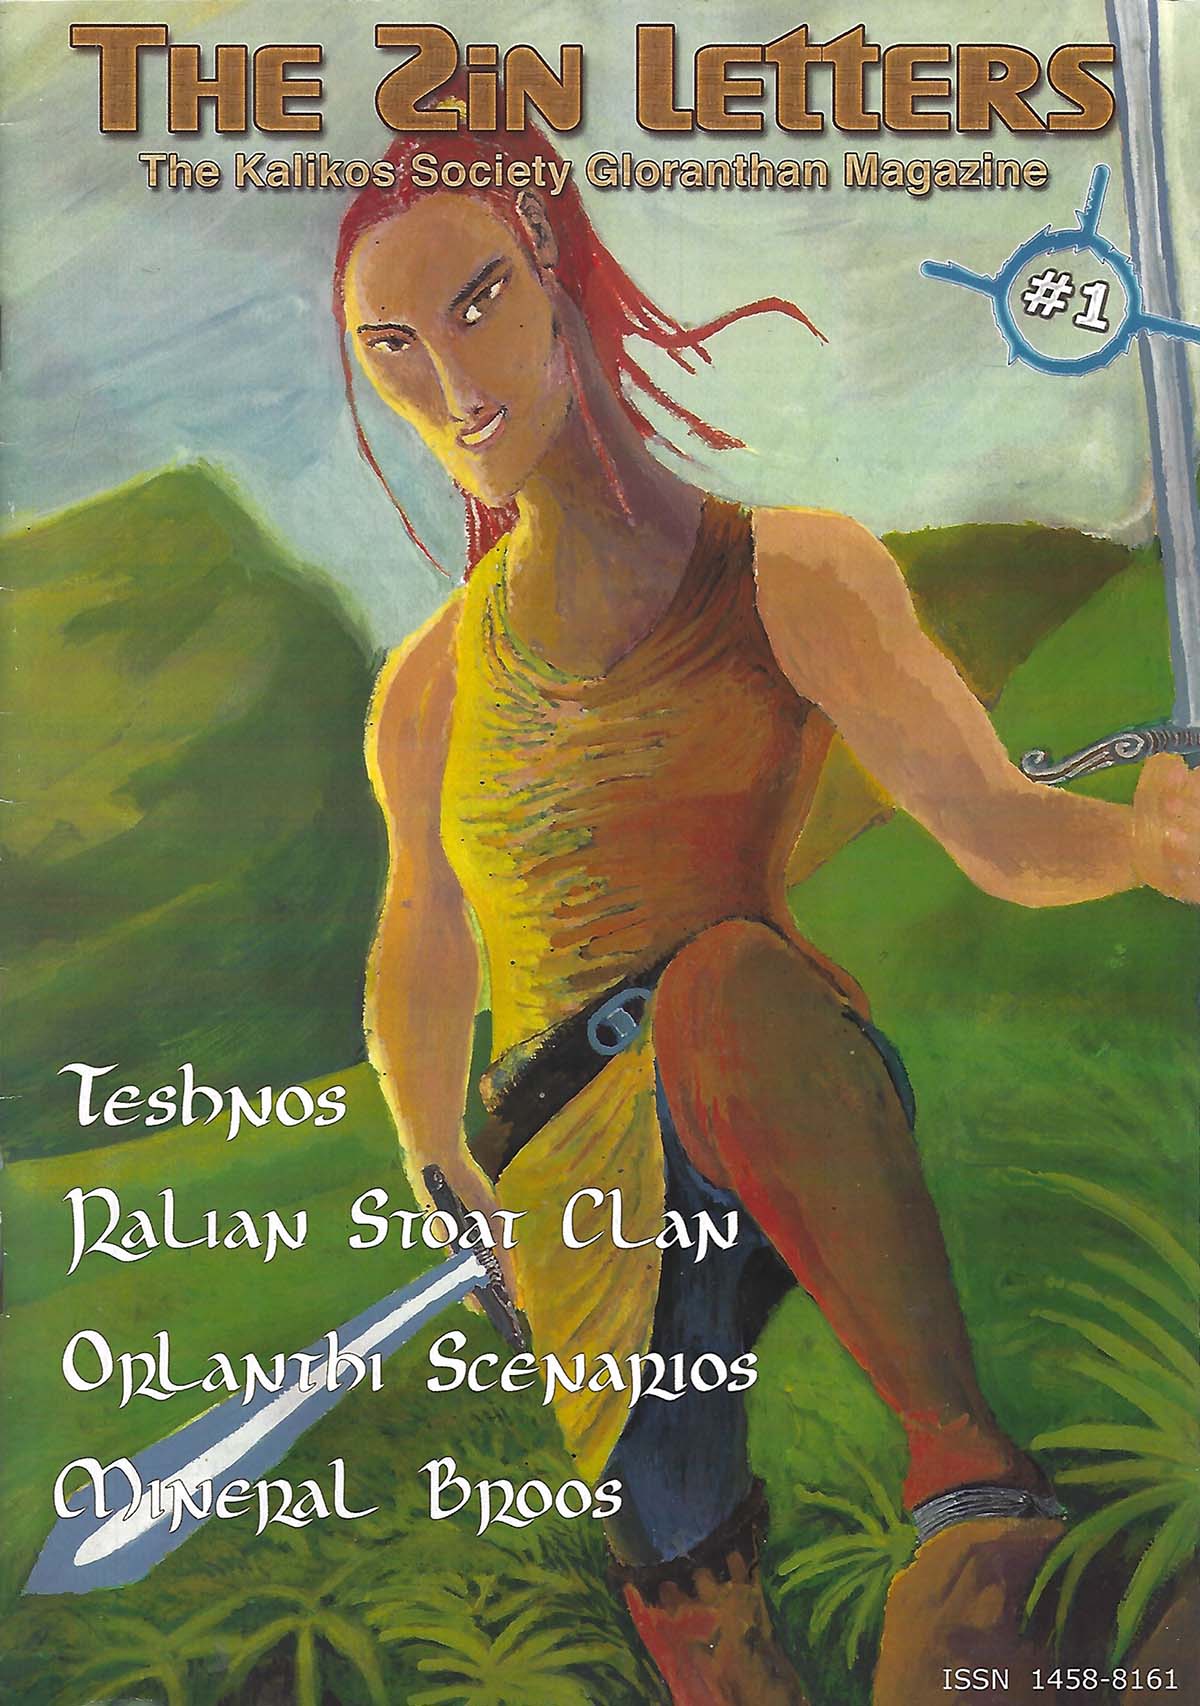 The Zin Letters
The Kalikos Society Gloranthan Magazine
#1
Teshnos
Ralian Stoat Clan
Orlanthi Scenarios
Mineral Broos
ISSN 1458-8161